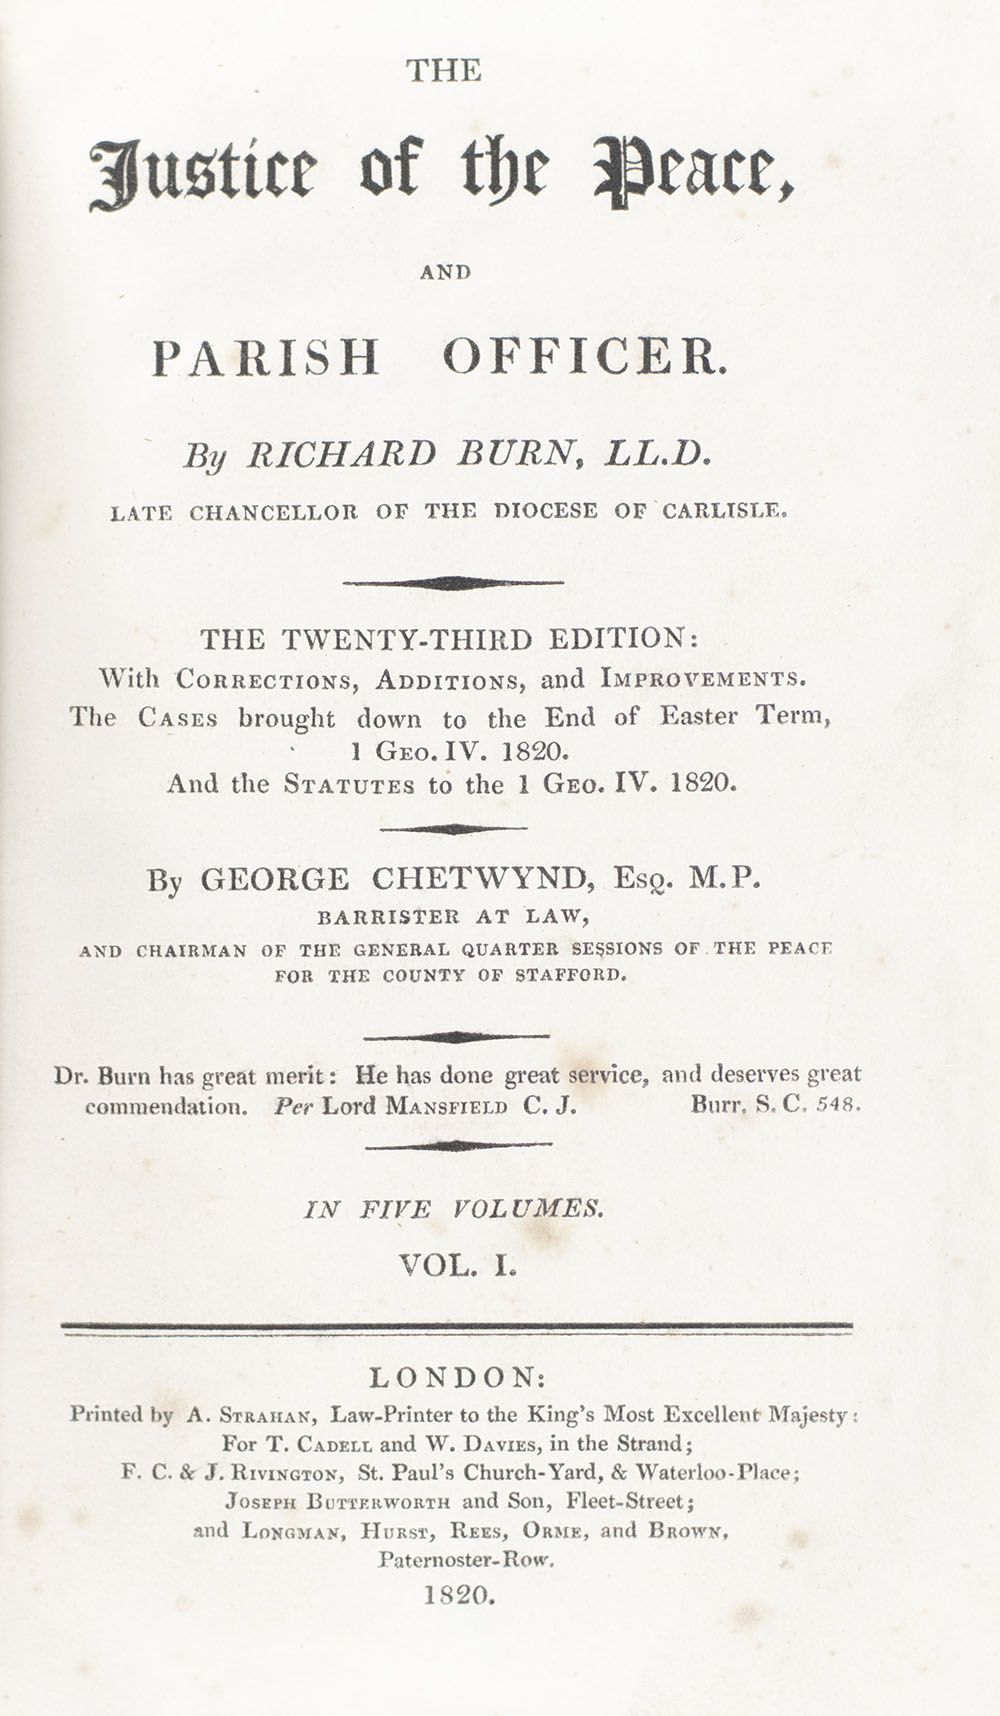 THE
Justice of the Peace,
AND
PARISH OFFICER.
By RICHARD BURN, LL.D.
LATE CHANCELLOR OF THE DIOCESE OF CARLISLE.
THE TWENTY-THIRD EDITION:
With CORRECTIONS, ADDITIONS, and IMPROVEMENTS.
The CASES brought down to the End of Easter Term,
1 GEO. IV. 1820.
And the STATUTES to the 1 GEO. IV. 1820.
By GEORGE CHETWYND, ESQ. M.P.
BARRISTER AT LAW,
AND CHAIRMAN OF THE GENERAL QUARTER SESSIONS OF THE PEACE
FOR THE COUNTY OF STAFFORD.
Dr. Burn has great merit: He has done great service, and deserves great
commendation. Per Lord MANSFIELD C. J. Burr. S. C. 548.
IN FIVE VOLUMES.
VOL. I.
LONDON:
Printed by A. STRAHAN, Law-Printer to the King's Most Excellent Majesty:
For T. CADELL and W. DAVIES, in the Strand;
F. C. & J. RIVINGTON, St. Paul's Church-Yard, & Waterloo-Place;
JOSEPH BUTTERWORTH and Son, Fleet-Street;
and LONGMAN, HURST, REES, ORME, and BROWN,
Paternoster-Row.
1820.